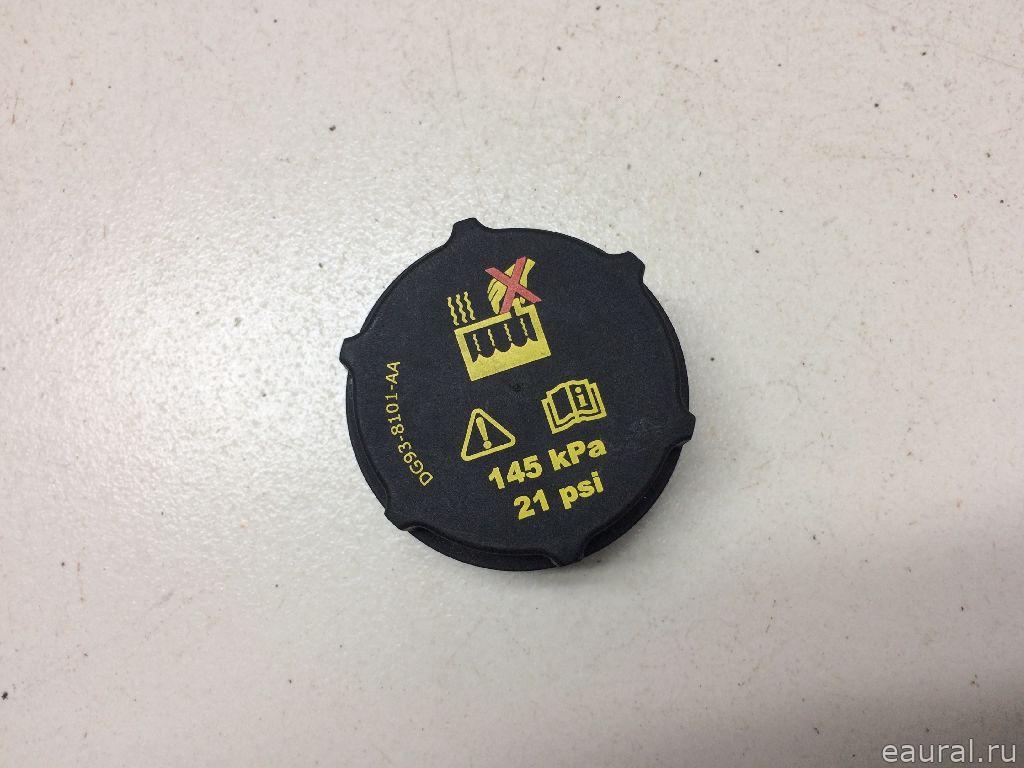 DG93-8101-AA
i
145 kPa
21 psi
eaural.ru